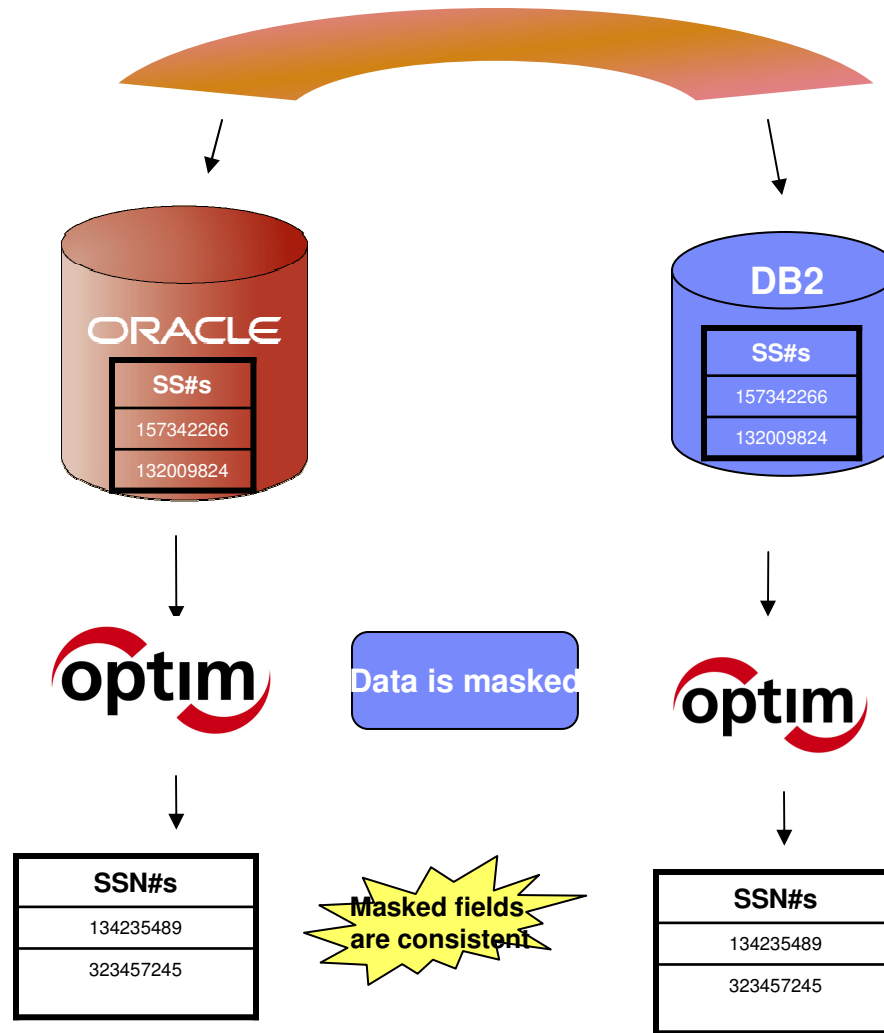 ORACLE
SS#s
157342266
132009824
DB2
SS#s
157342266
132009824
optim
Data is masked
optim
SSN#s
134235489
323457245
Masked fields
are consistent
SSN#s
134235489
323457245